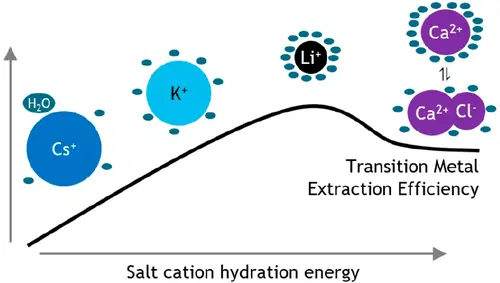 H₂O
Cs⁺
K⁺
Li⁺
Ca²⁺
Ca²⁺ Cl⁻
Transition Metal
Extraction Efficiency
Salt cation hydration energy